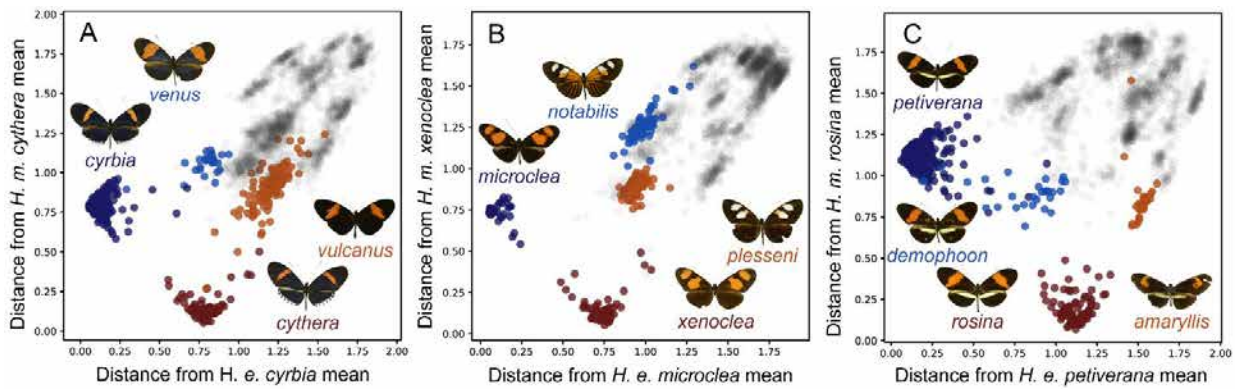 A
venus
cyrbia
vulcanus
cythera
Distance from H. m. cythera mean
2.00
1.75
1.50
1.25
1.00
0.75
0.50
0.25
0.00
0.00 0.25 0.50 0.75 1.00 1.25 1.50 1.75 2.00
Distance from H. e. cyrbia mean
B
notabilis
microclea
plesseni
xenoclea
Distance from H. m. xenoclea mean
1.75
1.50
1.25
1.00
0.75
0.50
0.25
0.00
0.00 0.25 0.50 0.75 1.00 1.25 1.50 1.75
Distance from H. e. microclea mean
C
petiverana
demophoon
rosina
amaryllis
Distance from H. m. rosina mean
1.75
1.50
1.25
1.00
0.75
0.50
0.25
0.00
0.00 0.25 0.50 0.75 1.00 1.25 1.50 1.75 2.00
Distance from H. e. petiverana mean